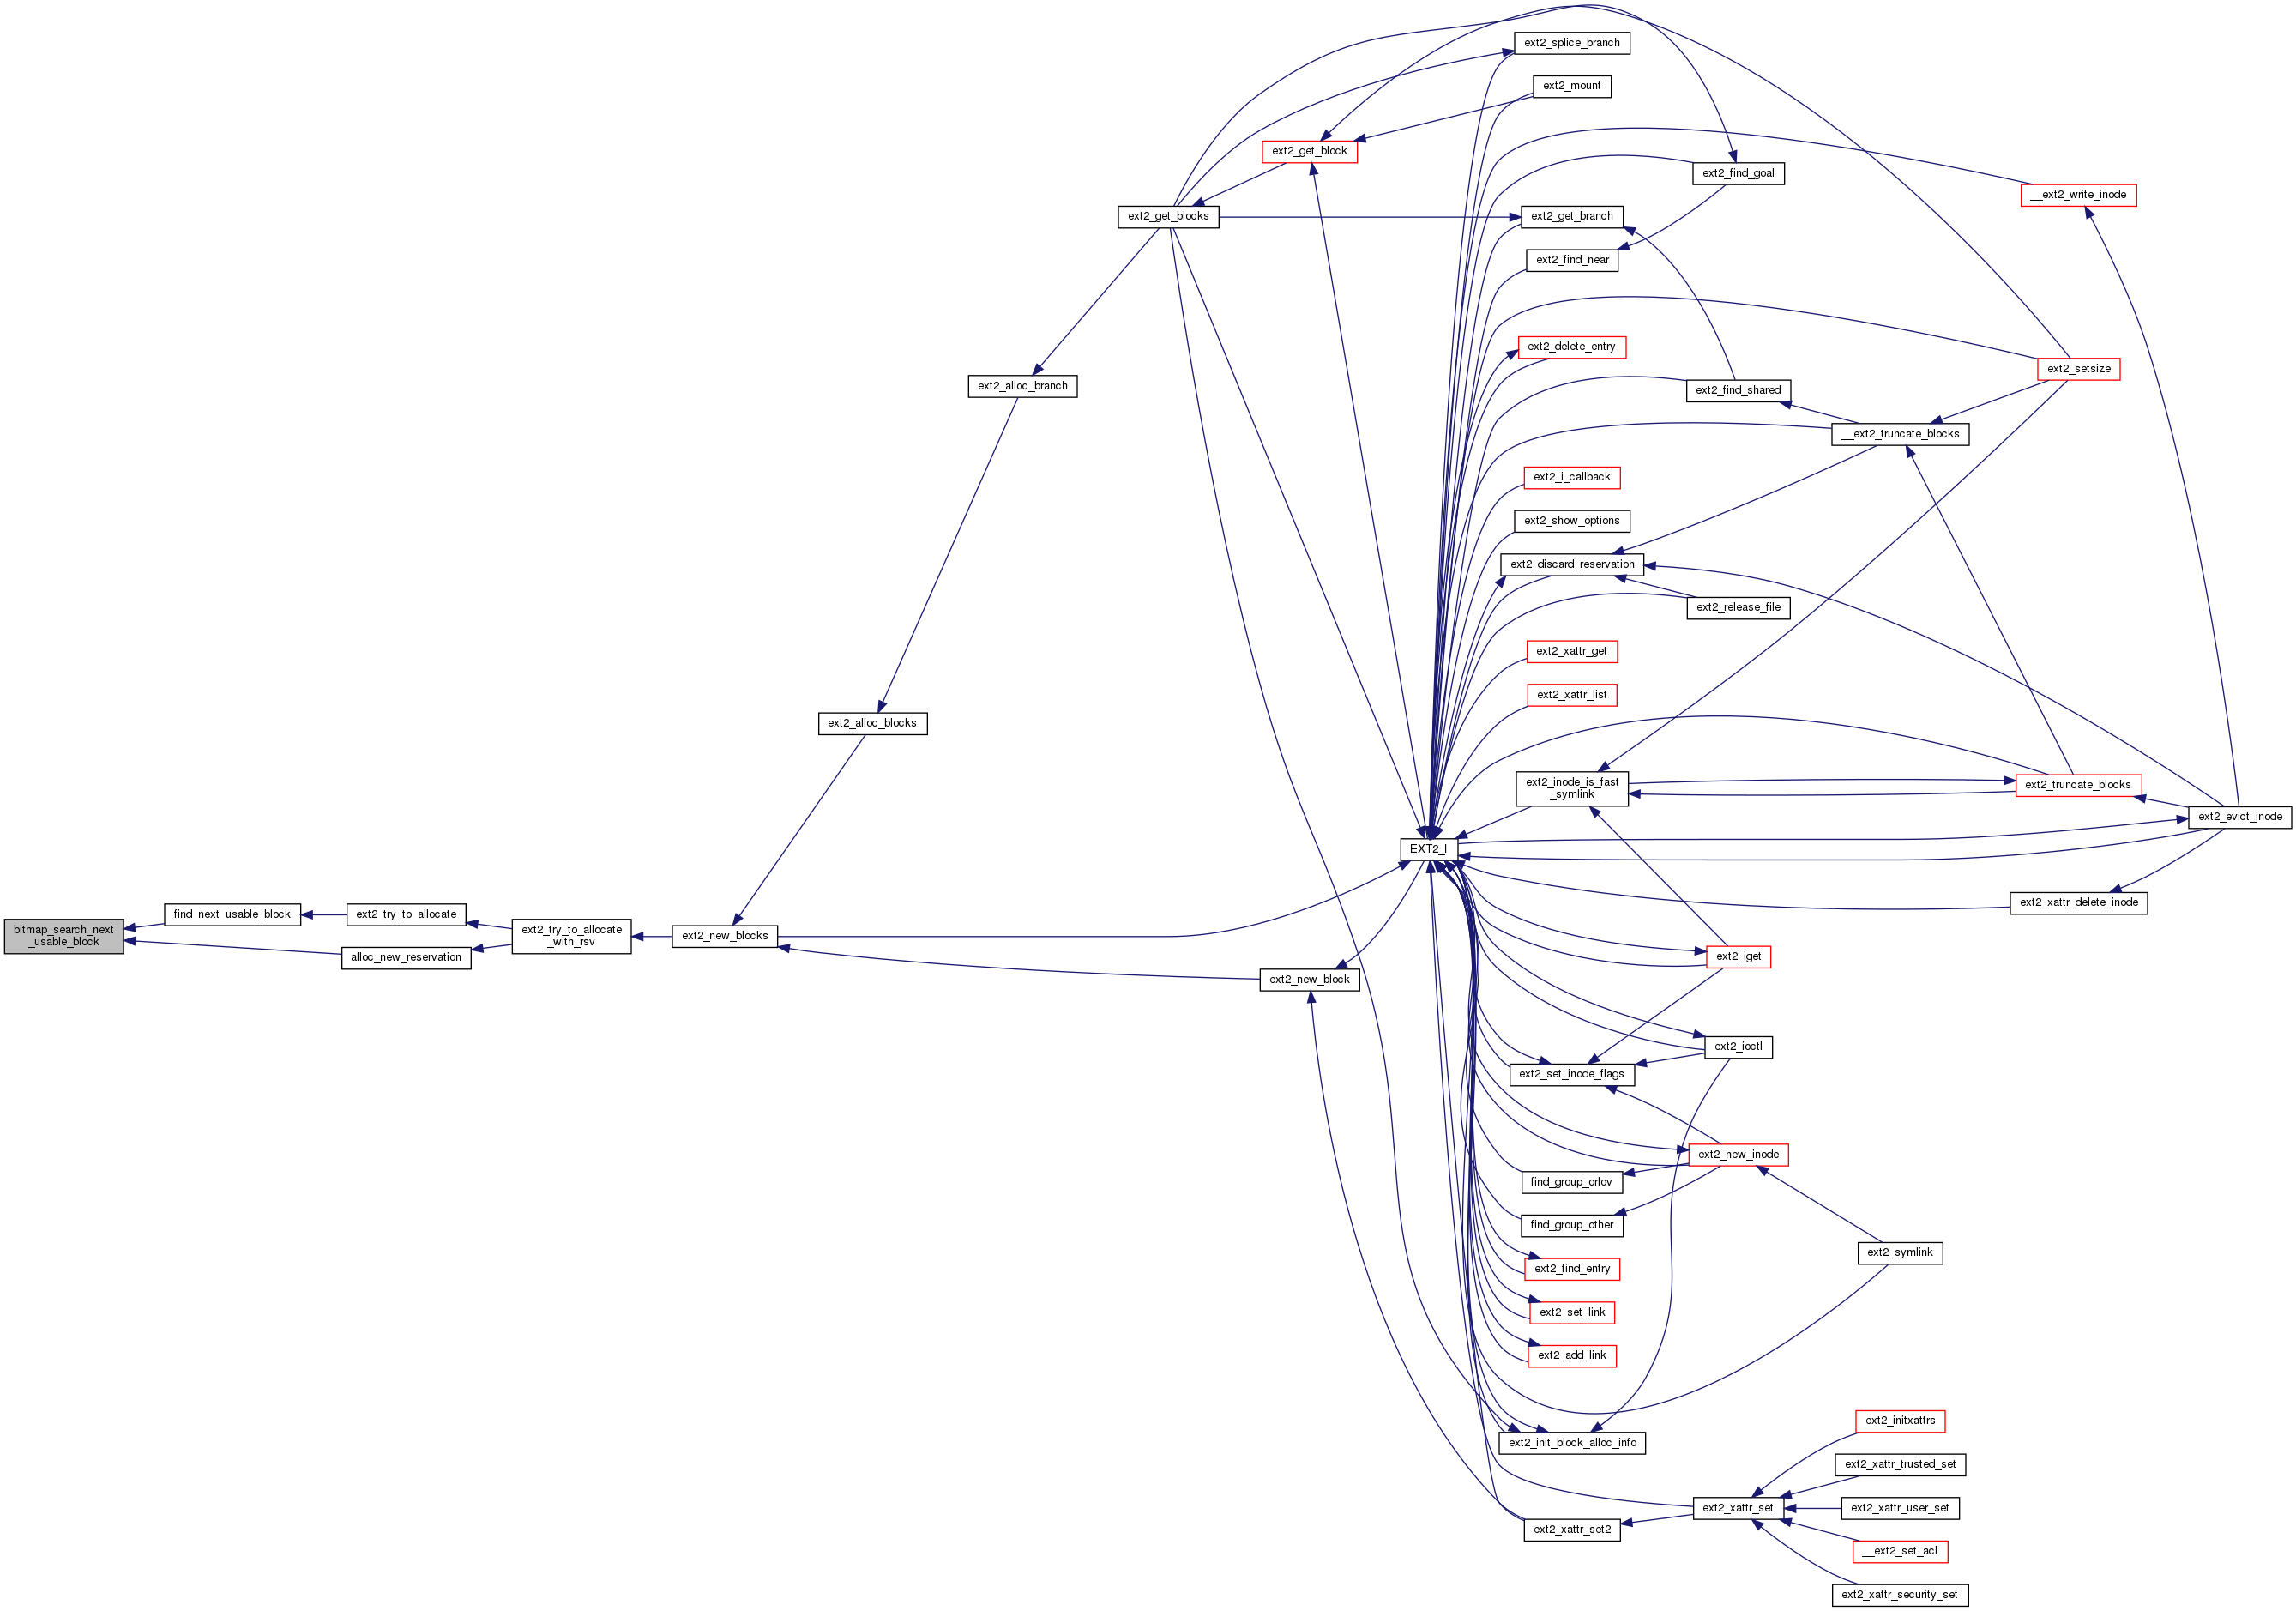 ext2_splice_branch
ext2_mount
ext2_get_block
ext2_find_goal
__ext2_write_inode
ext2_get_blocks
ext2_get_branch
ext2_find_near
ext2_delete_entry
ext2_setsize
ext2_alloc_branch
ext2_find_shared
__ext2_truncate_blocks
ext2_i_callback
ext2_show_options
ext2_discard_reservation
ext2_release_file
ext2_xattr_get
ext2_xattr_list
ext2_alloc_blocks
ext2_inode_is_fast
_symlink
ext2_truncate_blocks
ext2_evict_inode
EXT2_I
ext2_xattr_delete_inode
find_next_usable_block
ext2_try_to_allocate
bitmap_search_next
_usable_block
ext2_try_to_allocate
_with_rsv
ext2_new_blocks
alloc_new_reservation
ext2_iget
ext2_new_block
ext2_ioctl
ext2_set_inode_flags
ext2_new_inode
find_group_orlov
find_group_other
ext2_symlink
ext2_find_entry
ext2_set_link
ext2_add_link
ext2_initxattrs
ext2_init_block_alloc_info
ext2_xattr_trusted_set
ext2_xattr_set
ext2_xattr_user_set
ext2_xattr_set2
__ext2_set_acl
ext2_xattr_security_set